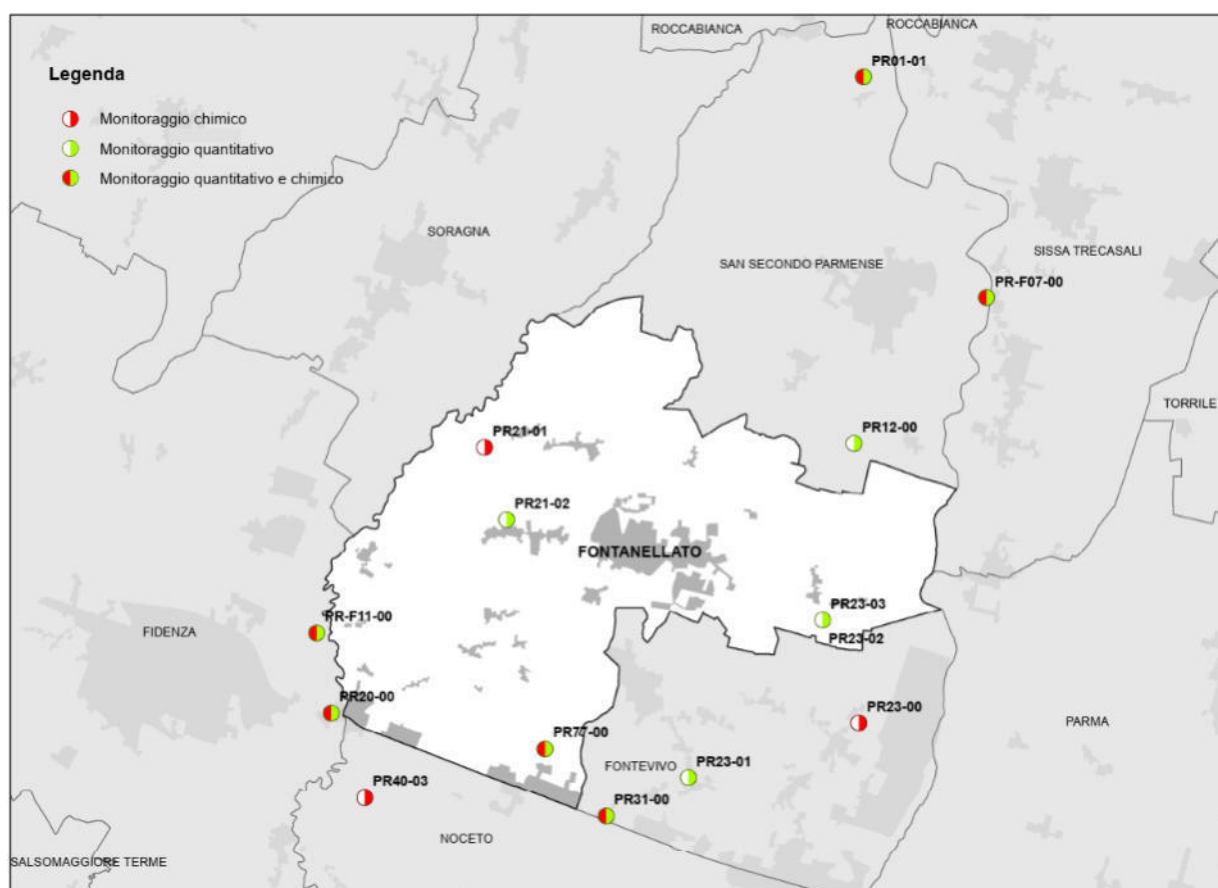 ROCCABIANCA
ROCCABIANCA
PR01-01
Legenda
Monitoraggio chimico
Monitoraggio quantitativo
Monitoraggio quantitativo e chimico
SORAGNA
SAN SECONDO PARMENSE
SISSA TRECASALI
PR-F07-00
TORRILE
PR21-01
PR12-00
PR21-02
FONTANELLATO
PR23-03
PR-F11-00
FIDENZA
PR23-02
PR20-00
PR23-00
PARMA
PR77-00
FONTEVIVO
PR23-01
PR40-03
PR31-00
NOCETO
SALSOMAGGIORE TERME